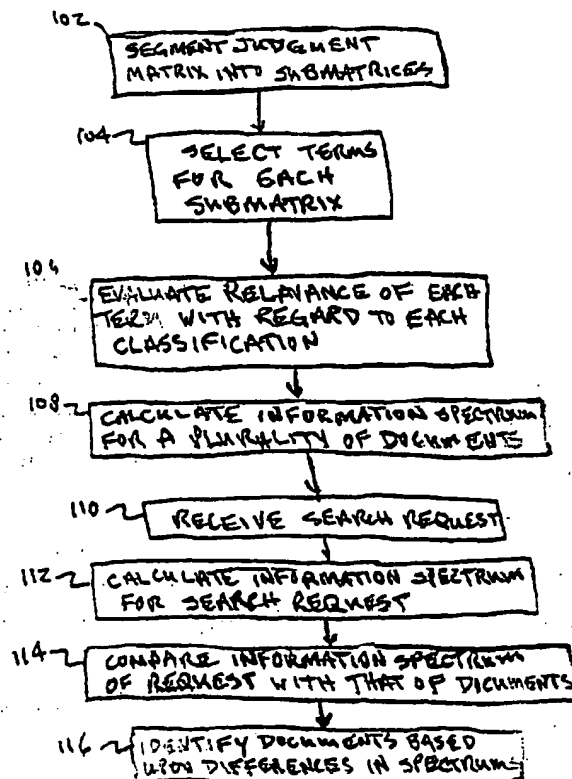 102
SEGMENT JUDGMENT
MATRIX INTO SUBMATRICES
104
SELECT TERMS
FOR EACH
SUBMATRIX
106
EVALUATE RELAVANCE OF EACH
TERM WITH REGARD TO EACH
CLASSIFICATION
108
CALCULATE INFORMATION SPECTRUM
FOR A PLURALITY OF DOCUMENTS
110
RECEIVE SEARCH REQUEST
112
CALCULATE INFORMATION SPECTRUM
FOR SEARCH REQUEST
114
COMPARE INFORMATION SPECTRUM
OF REQUEST WITH THAT OF DOCUMENTS
116
IDENTIFY DOCUMENTS BASED
UPON DIFFERENCES IN SPECTRUMS